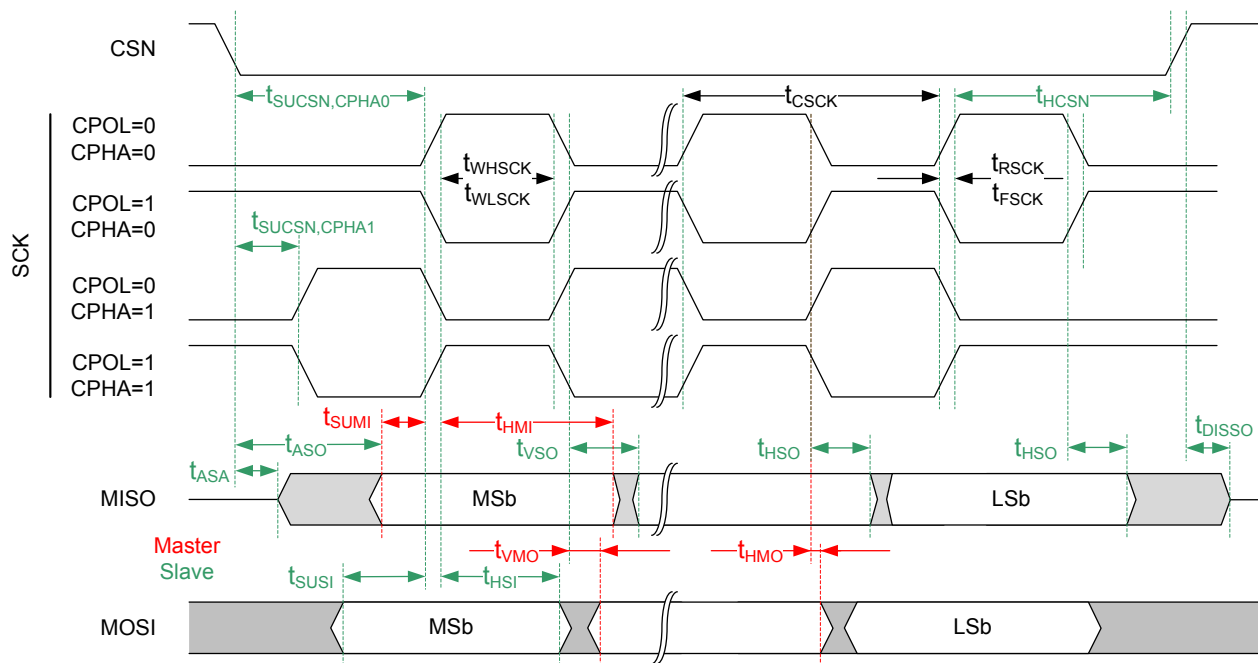 CSN
tSUCSN,CPHA0
tCSCK
tHCSN
SCK
CPOL=0
CPHA=0
tWHSCK
tWLSCK
tRSCK
tFSCK
CPOL=1
CPHA=0
tSUCSN,CPHA1
CPOL=0
CPHA=1
CPOL=1
CPHA=1
tSUMI
tHMI
tASO
tVSO
tHSO
tHSO
tDISSO
tASA
MISO
MSb
LSb
Master
Slave
tVMO
tHMO
tSUSI
tHSI
MOSI
MSb
LSb